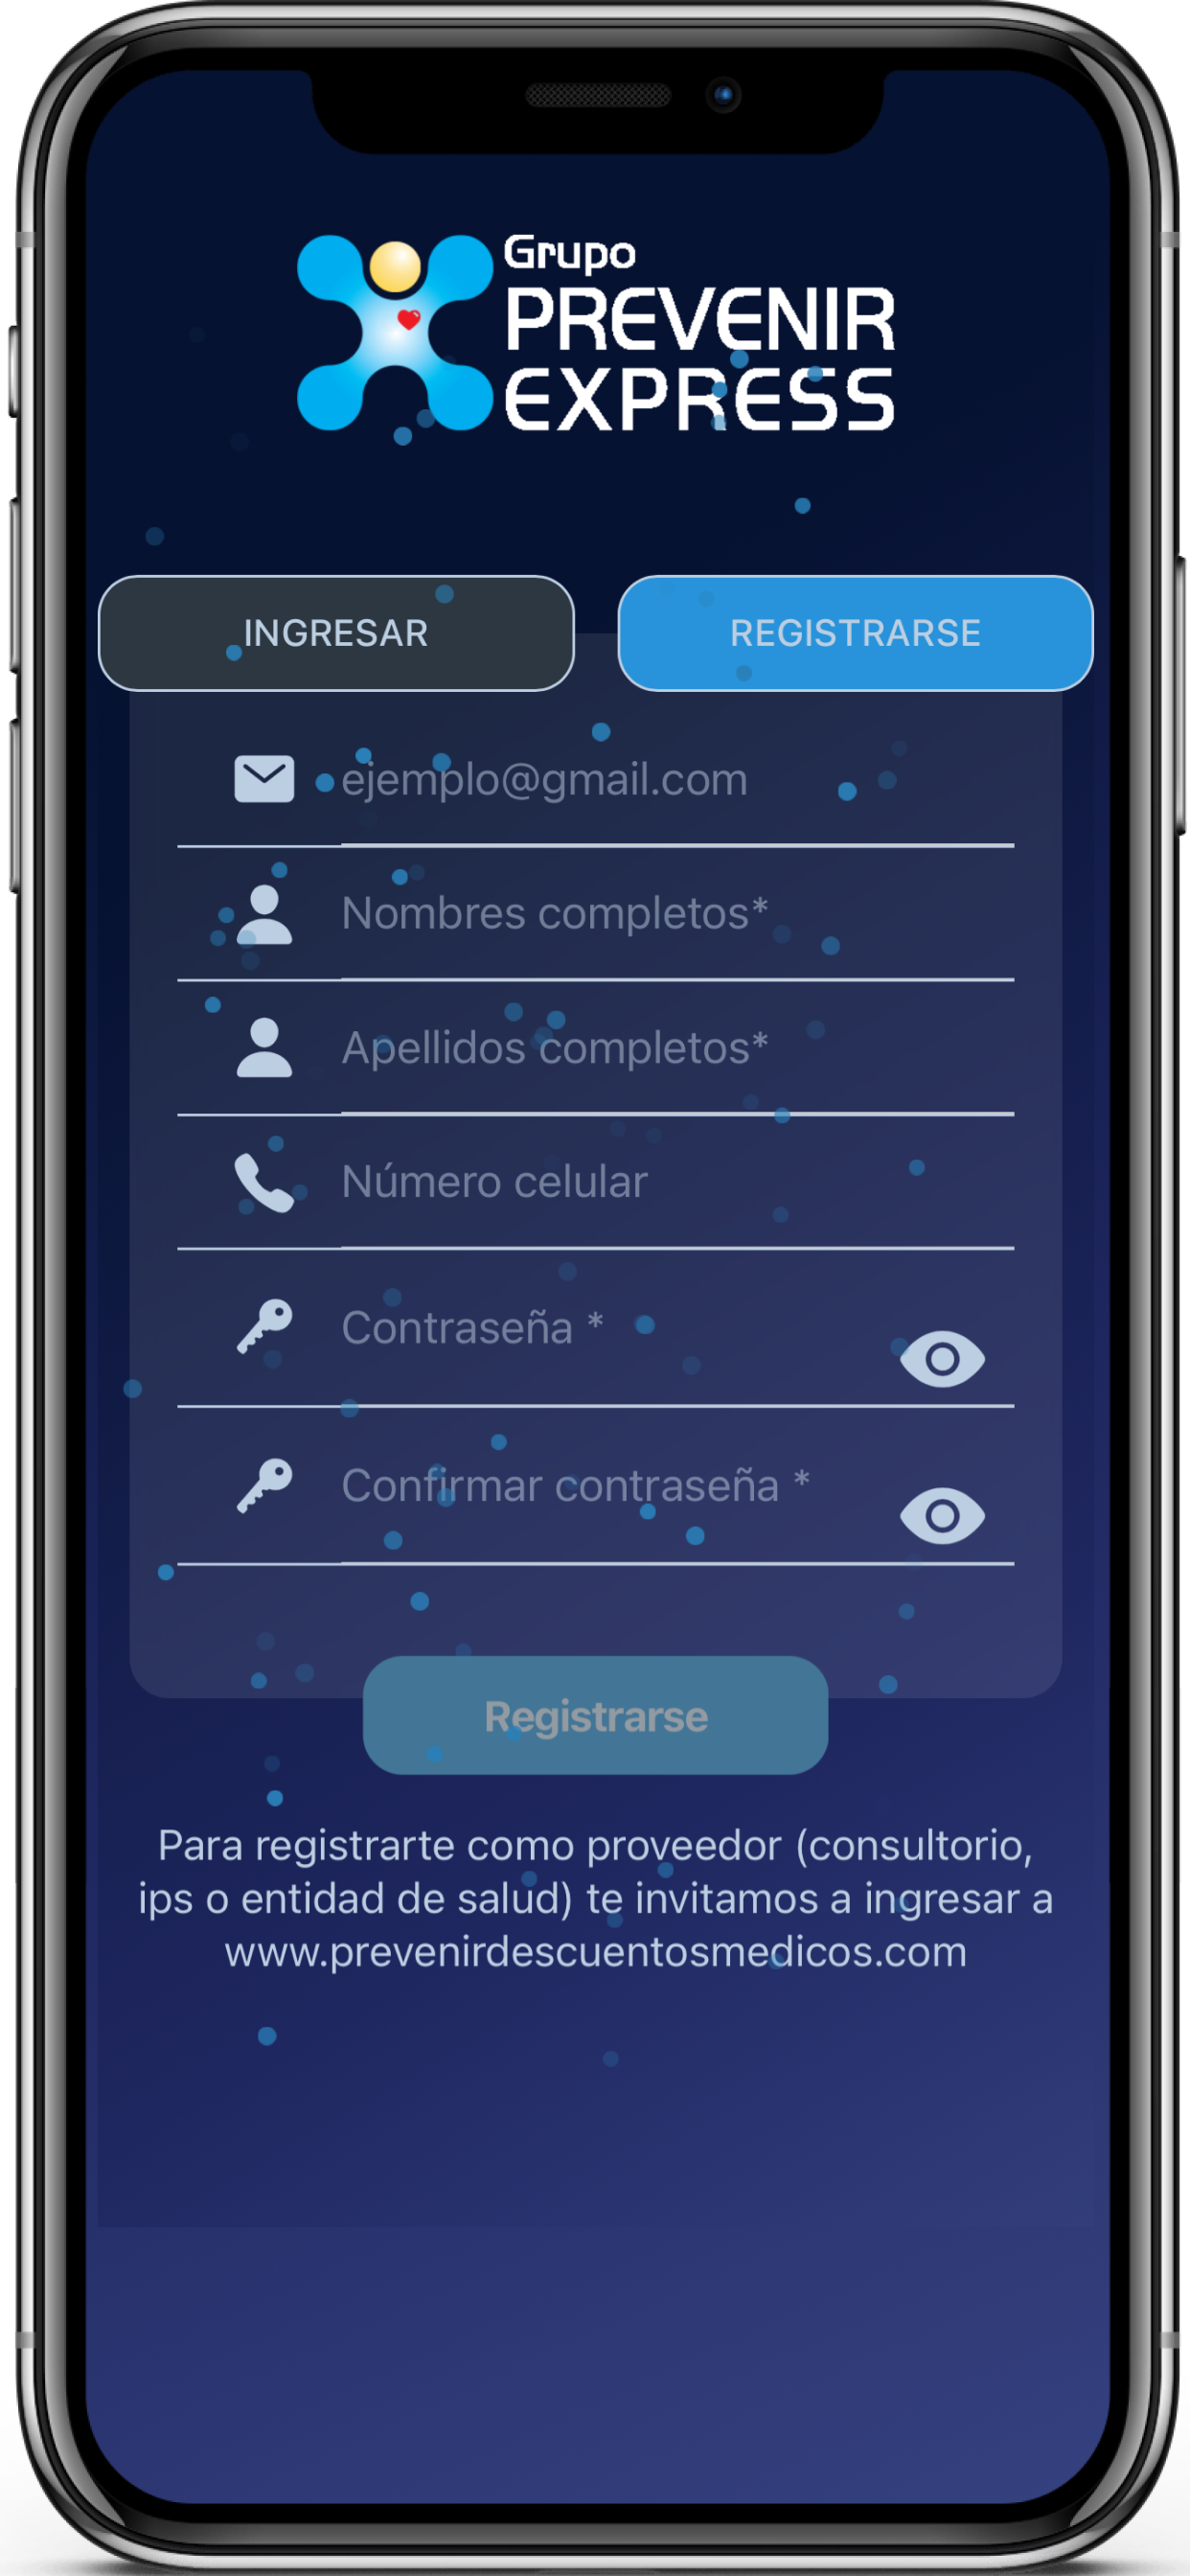 Grupo
PREVENIR
EXPRESS
INGRESAR
REGISTRARSE
ejemplo@gmail.com
Nombres completos*
Apellidos completos*
Número celular
Contraseña *
Confirmar contraseña *
Registrarse
Para registrarte como proveedor (consultorio,
ips o entidad de salud) te invitamos a ingresar a
www.prevenirdescuentosmedicos.com